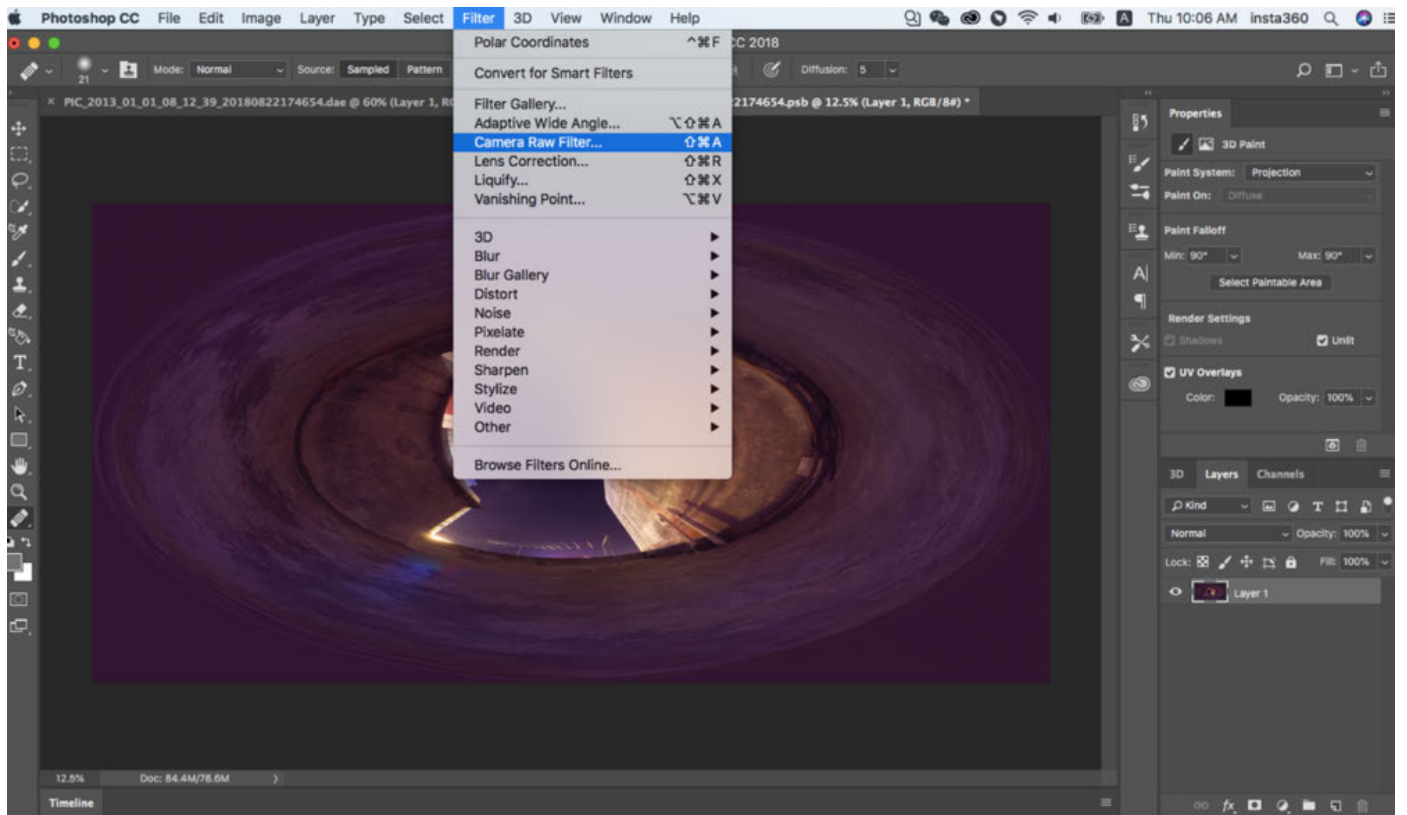 Photoshop CC File Edit Image Layer Type Select Filter 3D View Window Help Thu 10:06 AM insta360
CC 2018
21 Mode: Normal Source: Sampled Pattern Diffusion: 5
× PIC_2013_01_01_08_12_39_20180822174654.dae @ 60% (Layer 1, RG 22174654.psb @ 12.5% (Layer 1, RGB/8#) *
Polar Coordinates ^⌘F
Convert for Smart Filters
Filter Gallery...
Adaptive Wide Angle... ⌥⇧⌘A
Camera Raw Filter... ⇧⌘A
Lens Correction... ⇧⌘R
Liquify... ⇧⌘X
Vanishing Point... ⌥⌘V
3D
Blur
Blur Gallery
Distort
Noise
Pixelate
Render
Sharpen
Stylize
Video
Other
Browse Filters Online...
Properties
3D Paint
Paint System: Projection
Paint On: Diffuse
Paint Falloff
Min: 90° Max: 90°
Select Paintable Area
Render Settings
Shadows Unlit
UV Overlays
Color: Opacity: 100%
3D Layers Channels
Kind
Normal Opacity: 100%
Lock: Fill: 100%
Layer 1
fx
12.5% Doc: 84.4M/78.6M
Timeline